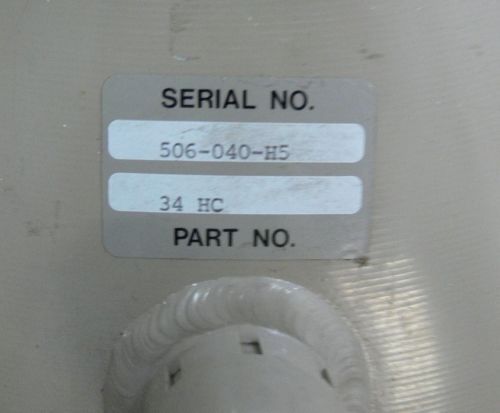 SERIAL NO.
506-040-H5
34 HC
PART NO.